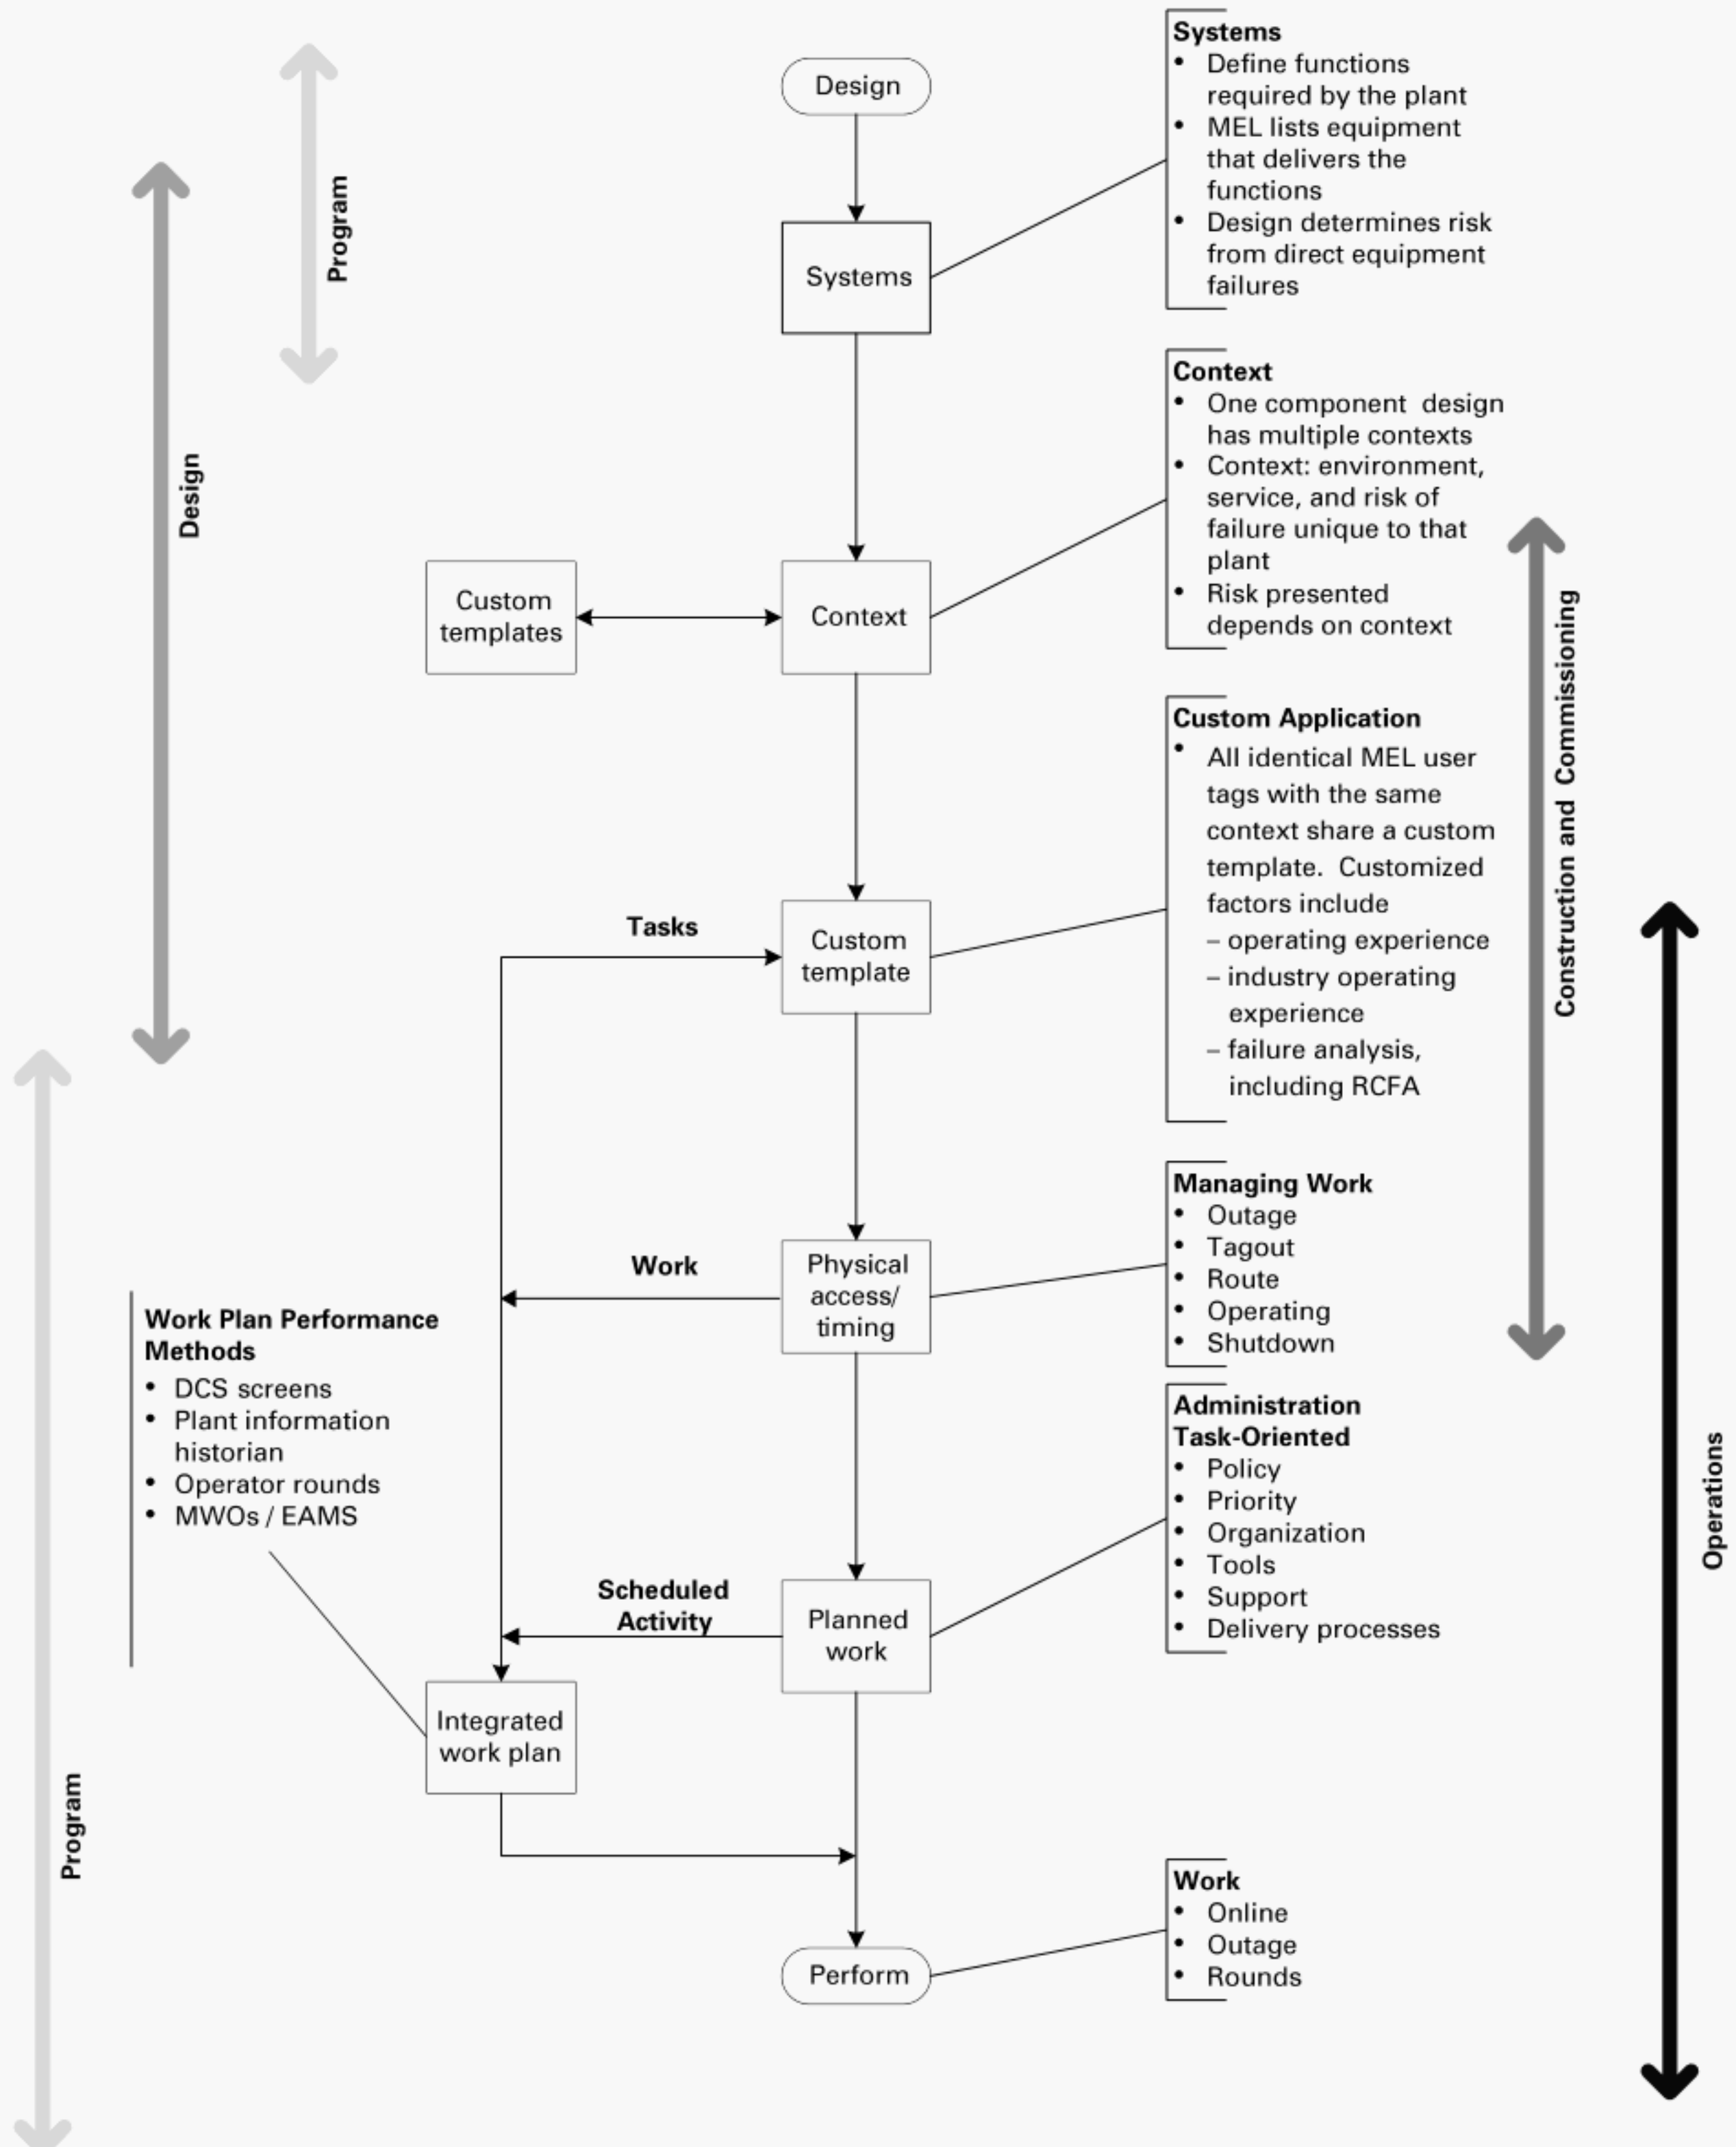 Design
Systems
• Define functions
required by the plant
• MEL lists equipment
that delivers the
functions
• Design determines risk
from direct equipment
failures
Program
Systems
Design
Context
• One component design
has multiple contexts
• Context: environment,
service, and risk of
failure unique to that
plant
• Risk presented
depends on context
Custom
templates
Context
Construction and Commissioning
Custom Application
• All identical MEL user
tags with the same
context share a custom
template. Customized
factors include
– operating experience
– industry operating
experience
– failure analysis,
including RCFA
Tasks
Custom
template
Managing Work
• Outage
• Tagout
• Route
• Operating
• Shutdown
Work
Physical
access/
timing
Work Plan Performance
Methods
• DCS screens
• Plant information
historian
• Operator rounds
• MWOs / EAMS
Administration
Task-Oriented
• Policy
• Priority
• Organization
• Tools
• Support
• Delivery processes
Operations
Scheduled
Activity
Planned
work
Integrated
work plan
Program
Work
• Online
• Outage
• Rounds
Perform